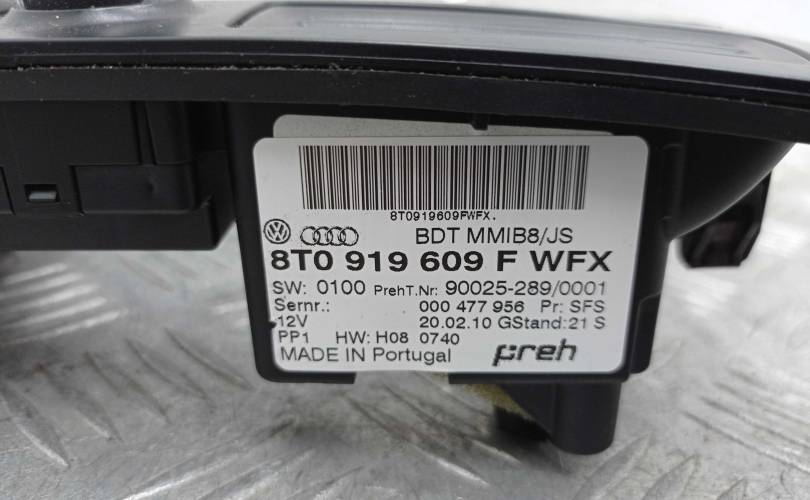 8T0919609FWFX.
BDT MMIB8/JS
8T0 919 609 F WFX
SW: 0100 PrehT.Nr: 90025-289/0001
Sernr.: 000 477 956 Pr: SFS
12V 20.02.10 GStand: 21 S
PP1 HW: H08 0740
MADE IN Portugal preh